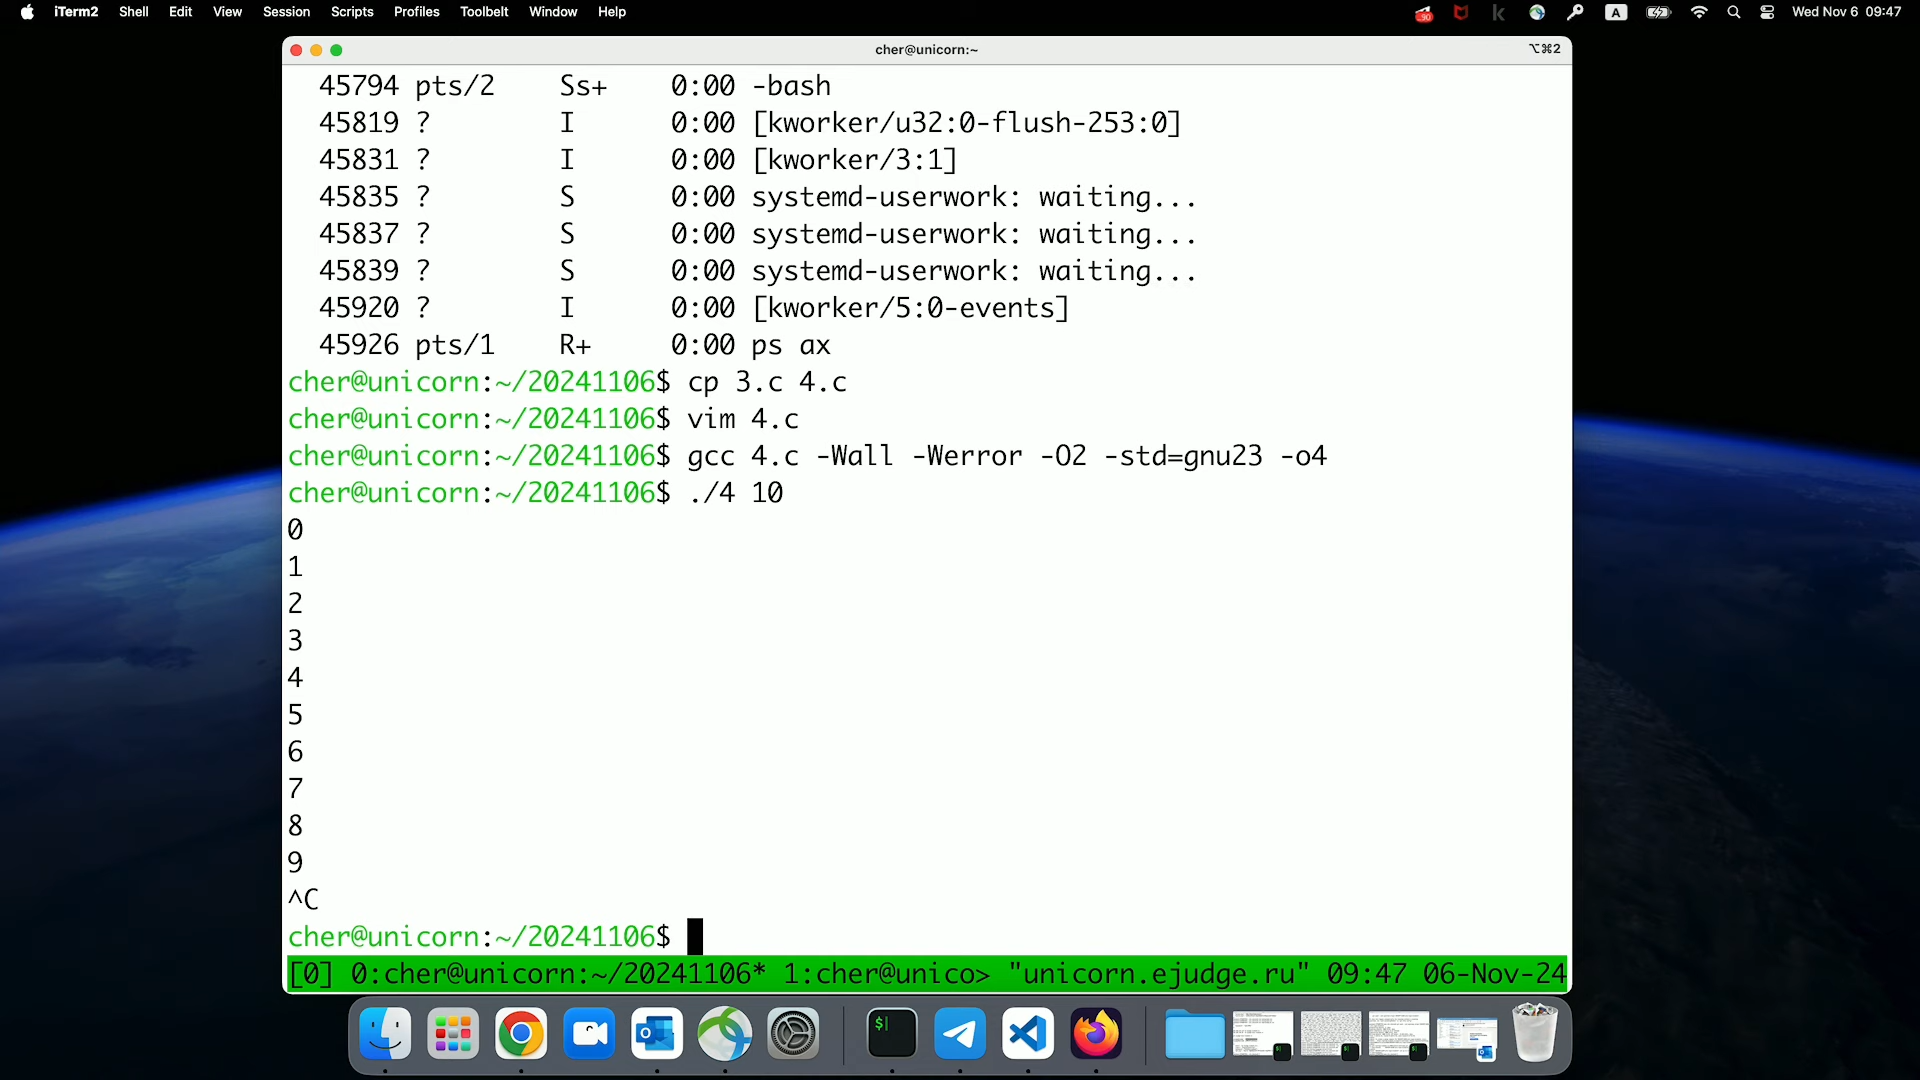 iTerm2 Shell Edit View Session Scripts Profiles Toolbelt Window Help A Wed Nov 6 09:47
cher@unicorn:~ ⌥⌘2
45794 pts/2 Ss+ 0:00 -bash
45819 ? I 0:00 [kworker/u32:0-flush-253:0]
45831 ? I 0:00 [kworker/3:1]
45835 ? S 0:00 systemd-userwork: waiting...
45837 ? S 0:00 systemd-userwork: waiting...
45839 ? S 0:00 systemd-userwork: waiting...
45920 ? I 0:00 [kworker/5:0-events]
45926 pts/1 R+ 0:00 ps ax
cher@unicorn:~/20241106$ cp 3.c 4.c
cher@unicorn:~/20241106$ vim 4.c
cher@unicorn:~/20241106$ gcc 4.c -Wall -Werror -O2 -std=gnu23 -o4
cher@unicorn:~/20241106$ ./4 10
0
1
2
3
4
5
6
7
8
9
^C
cher@unicorn:~/20241106$
[0] 0:cher@unicorn:~/20241106* 1:cher@unico> "unicorn.ejudge.ru" 09:47 06-Nov-24